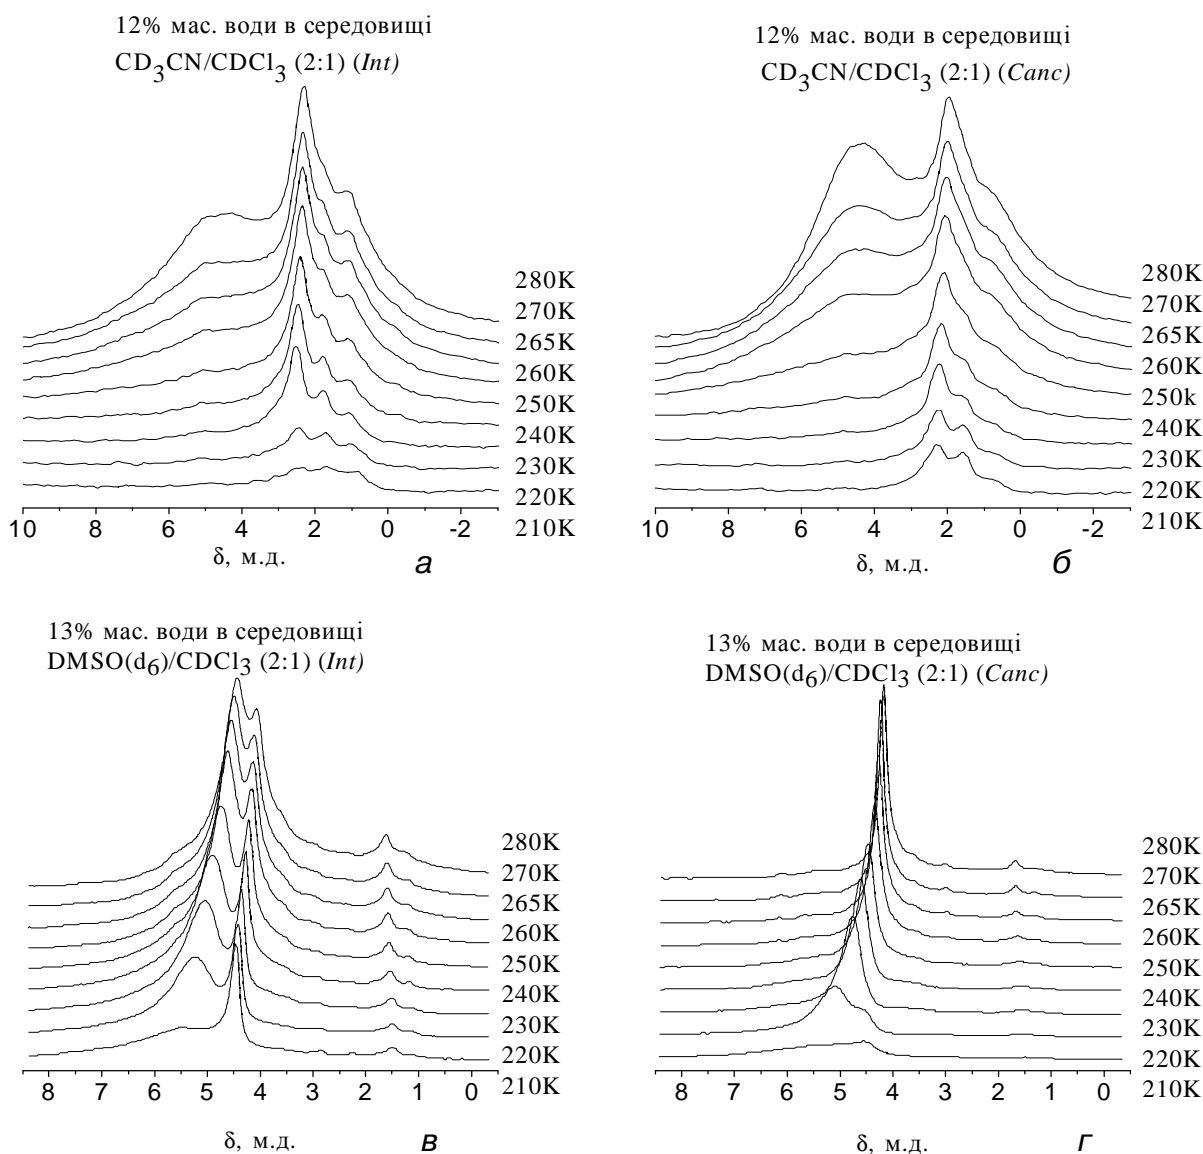 12% мас. води в середовищі
CD3CN/CDCl3 (2:1) (Int)
280K
270K
265K
260K
250K
240K
230K
220K
210K
10 8 6 4 2 0 -2
δ, м.д.
а
12% мас. води в середовищі
CD3CN/CDCl3 (2:1) (Canc)
280K
270K
265K
260K
250k
240K
230K
220K
210K
10 8 6 4 2 0 -2
δ, м.д.
б
13% мас. води в середовищі
DMSO(d6)/CDCl3 (2:1) (Int)
280K
270K
265K
260K
250K
240K
230K
220K
210K
8 7 6 5 4 3 2 1 0
δ, м.д.
в
13% мас. води в середовищі
DMSO(d6)/CDCl3 (2:1) (Canc)
280K
270K
265K
260K
250K
240K
230K
220K
210K
8 7 6 5 4 3 2 1 0
δ, м.д.
г